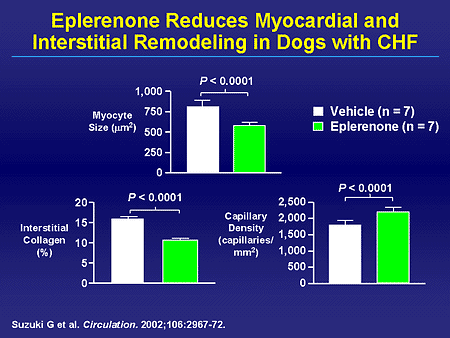 Eplerenone Reduces Myocardial and
Interstitial Remodeling in Dogs with CHF
P < 0.0001
Myocyte
Size (μm²)
1,000
750
500
250
0
Vehicle (n = 7)
Eplerenone (n = 7)
P < 0.0001
Interstitial
Collagen
(%)
20
15
10
5
0
P < 0.0001
Capillary
Density
(capillaries/
mm²)
2,500
2,000
1,500
1,000
500
0
Suzuki G et al. Circulation. 2002;106:2967-72.